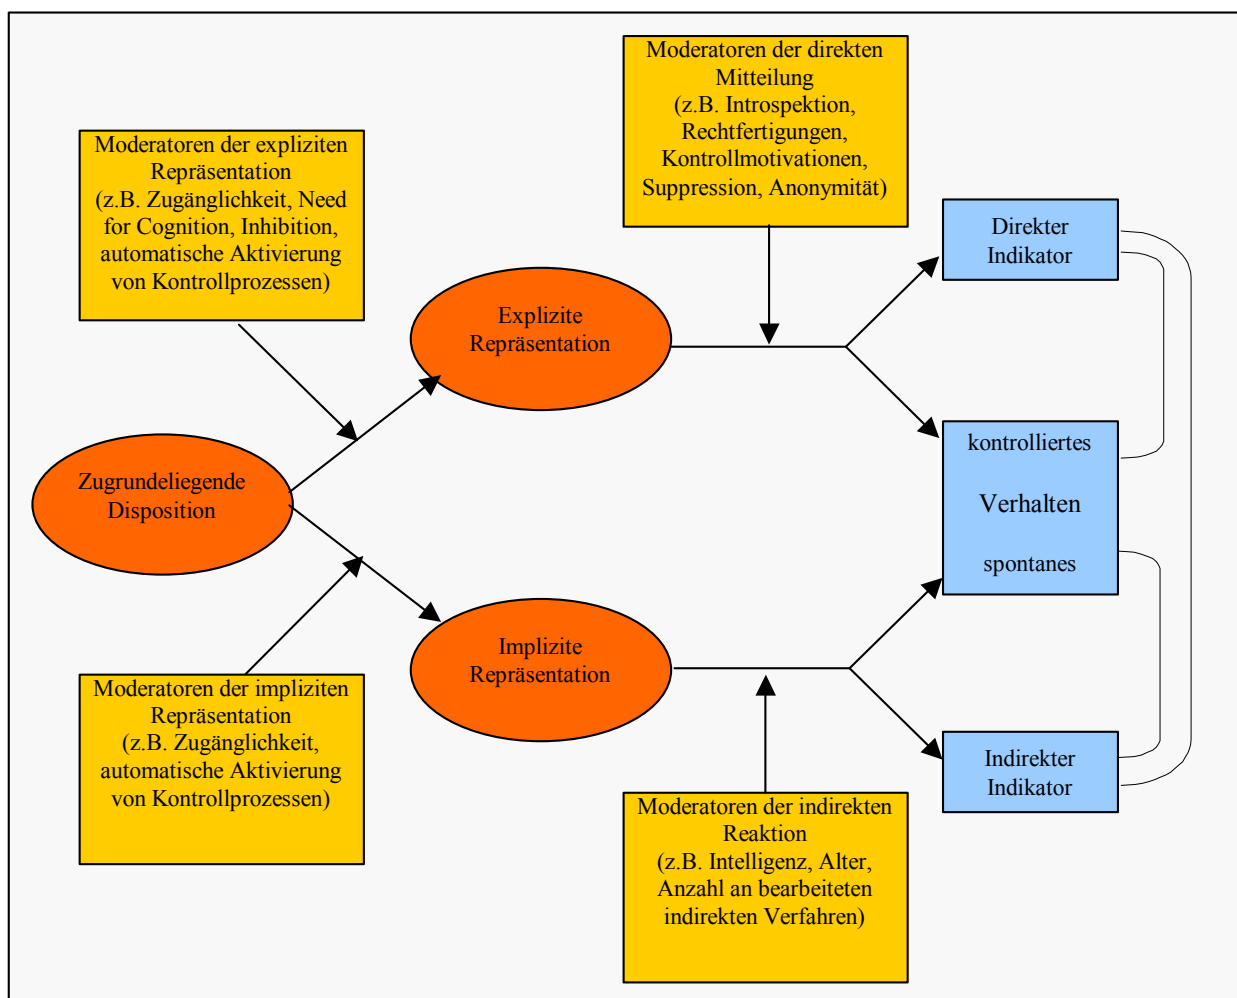 Moderatoren der direkten
Mitteilung
(z.B. Introspektion,
Rechtfertigungen,
Kontrollmotivationen,
Suppression, Anonymität)
Moderatoren der expliziten
Repräsentation
(z.B. Zugänglichkeit, Need
for Cognition, Inhibition,
automatische Aktivierung
von Kontrollprozessen)
Direkter
Indikator
Explizite
Repräsentation
kontrolliertes
Verhalten
spontanes
Zugrundeliegende
Disposition
Implizite
Repräsentation
Moderatoren der impliziten
Repräsentation
(z.B. Zugänglichkeit,
automatische Aktivierung
von Kontrollprozessen)
Indirekter
Indikator
Moderatoren der indirekten
Reaktion
(z.B. Intelligenz, Alter,
Anzahl an bearbeiteten
indirekten Verfahren)